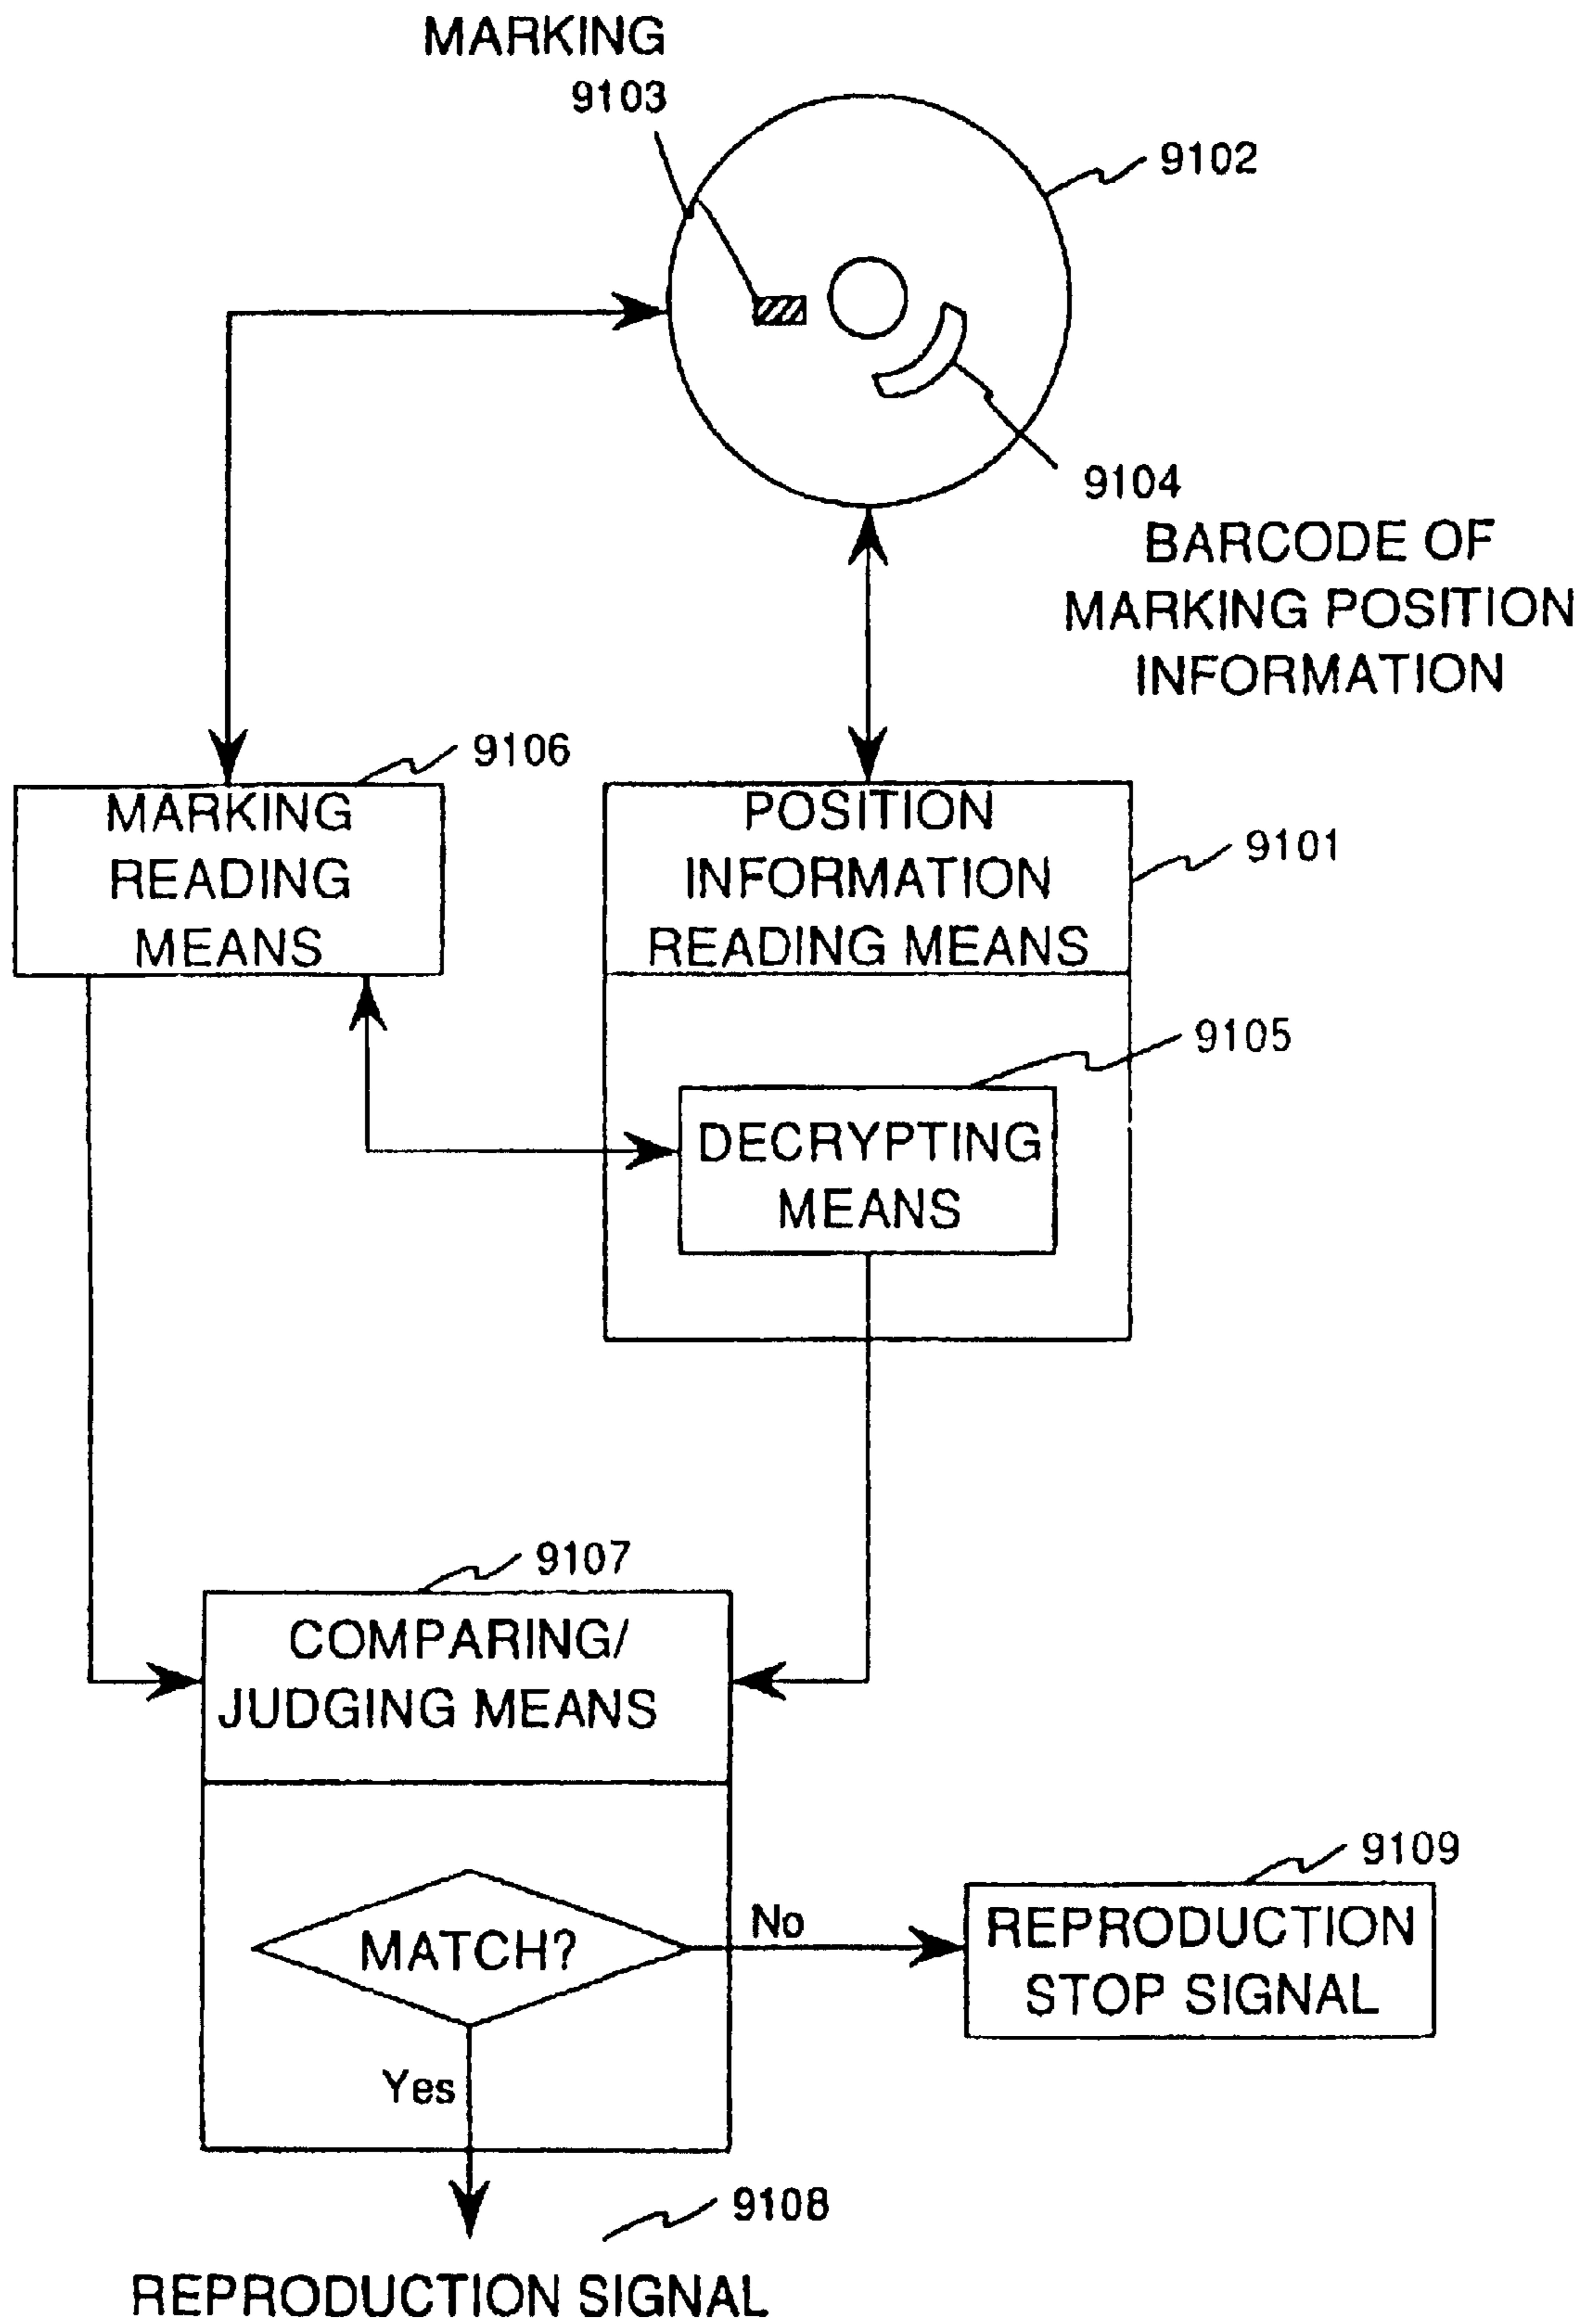 MARKING
9103
9102
9104
BARCODE OF
MARKING POSITION
INFORMATION
9106
MARKING
READING
MEANS
POSITION
INFORMATION
READING MEANS
9101
9105
DECRYPTING
MEANS
9107
COMPARING/
JUDGING MEANS
MATCH?
No
9109
REPRODUCTION
STOP SIGNAL
Yes
9108
REPRODUCTION SIGNAL